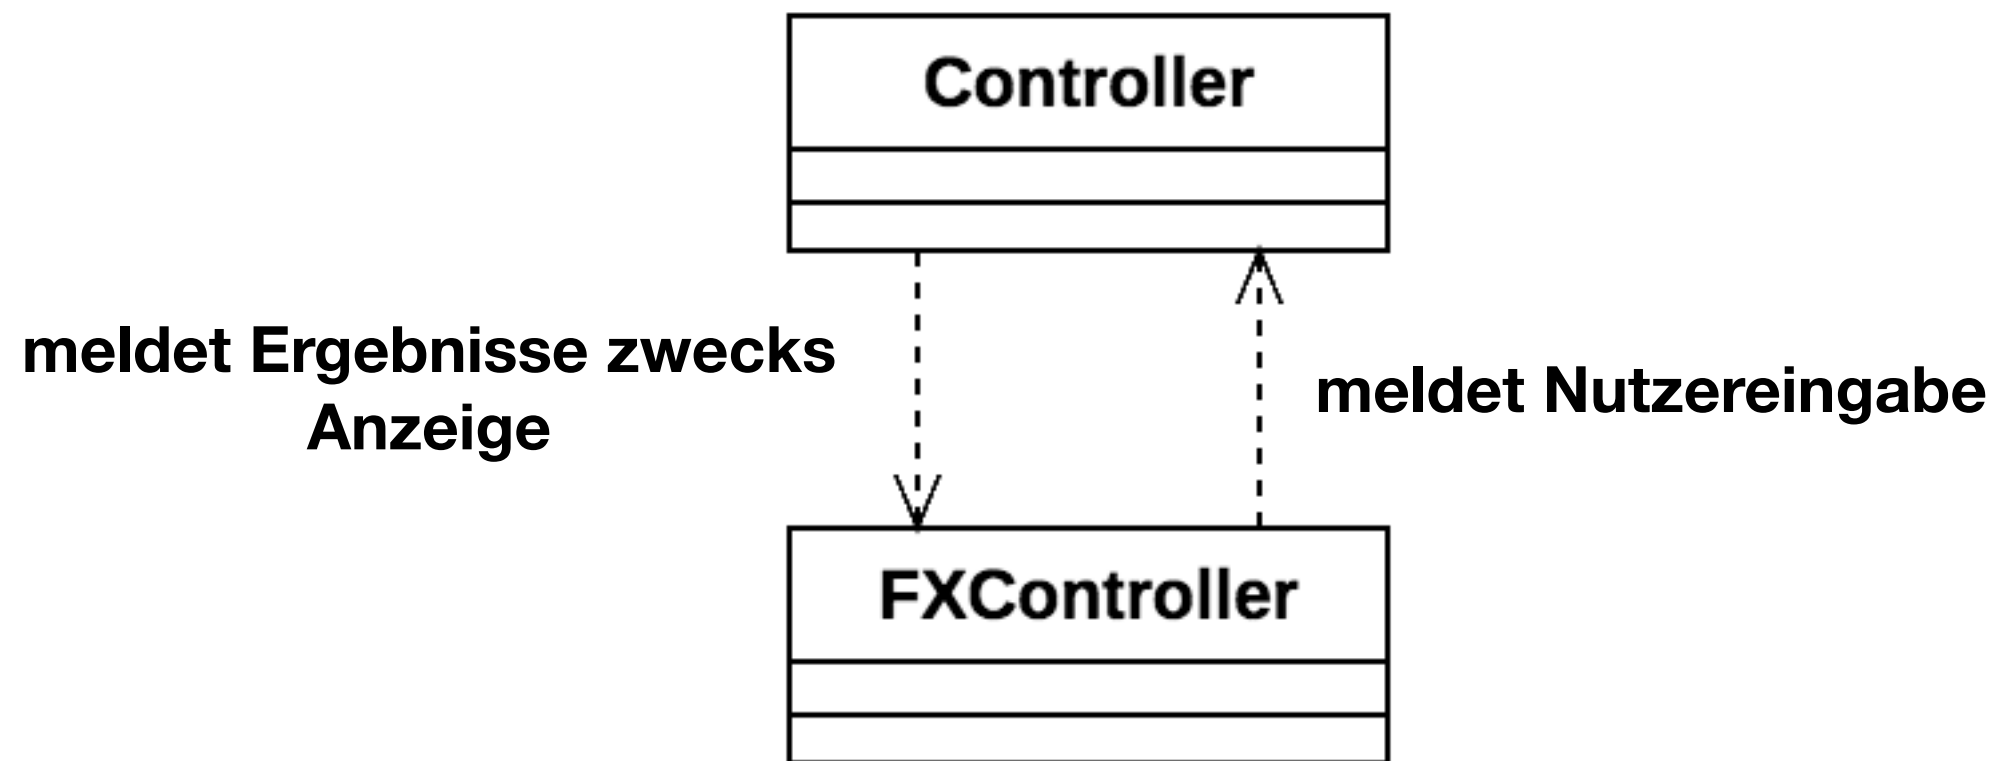 Controller
meldet Ergebnisse zwecks
Anzeige
meldet Nutzereingabe
FXController